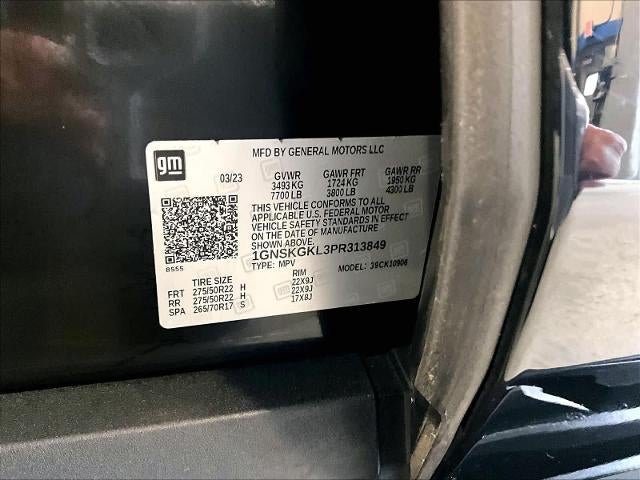 gm
MFD BY GENERAL MOTORS LLC
03/23 GVWR GAWR FRT GAWR RR
3493 KG 1724 KG 1950 KG
7700 LB 3800 LB 4300 LB
THIS VEHICLE CONFORMS TO ALL
APPLICABLE U.S. FEDERAL MOTOR
VEHICLE SAFETY STANDARDS IN EFFECT
ON THE DATE OF MANUFACTURE
SHOWN ABOVE.
1GNSKGKL3PR313849
TYPE: MPV MODEL: 39CK10906
8555
TIRE SIZE RIM
FRT 275/50R22 H 22X9J
RR 275/50R22 H 22X9J
SPA 265/70R17 S 17X8J